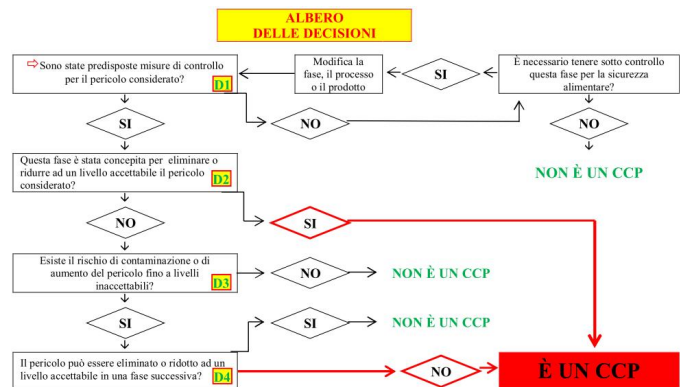 ALBERO
DELLE DECISIONI
⇨Sono state predisposte misure di controllo
per il pericolo considerato?
D1
Modifica la
fase, il processo
o il prodotto
SI
È necessario tenere sotto controllo
questa fase per la sicurezza
alimentare?
SI
NO
NO
NON È UN CCP
Questa fase è stata concepita per eliminare o
ridurre ad un livello accettabile il pericolo
considerato?
D2
NO
SI
Esiste il rischio di contaminazione o di
aumento del pericolo fino a livelli
inaccettabili?
D3
NO
NON È UN CCP
SI
SI
NON È UN CCP
Il pericolo può essere eliminato o ridotto ad un
livello accettabile in una fase successiva?
D4
NO
È UN CCP